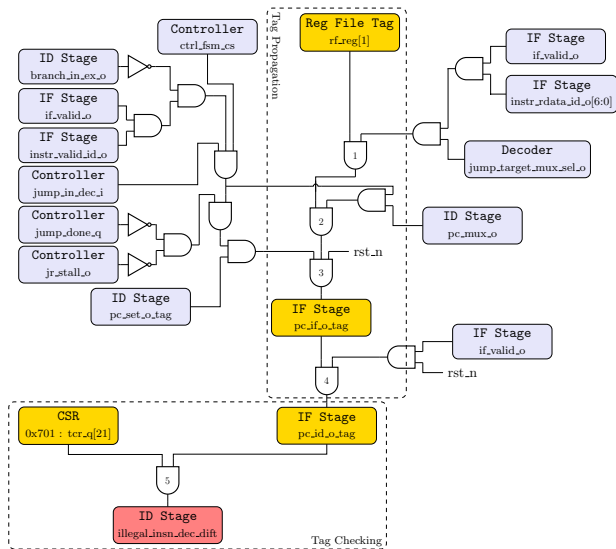 Tag Propagation
Controller
ctrl_fsm_cs
Reg File Tag
rf_reg[1]
ID Stage
branch_in_ex_o
IF Stage
if_valid_o
IF Stage
if_valid_o
IF Stage
instr_rdata_id_o[6:0]
IF Stage
instr_valid_id_o
Decoder
jump_target_mux_sel_o
1
Controller
jump_in_dec_i
Controller
jump_done_q
2
ID Stage
pc_mux_o
Controller
jr_stall_o
rst_n
3
ID Stage
pc_set_o_tag
IF Stage
pc_if_o_tag
IF Stage
if_valid_o
rst_n
4
CSR
0x701 : tcr_q[21]
IF Stage
pc_id_o_tag
5
ID Stage
illegal_insn_dec_dift
Tag Checking